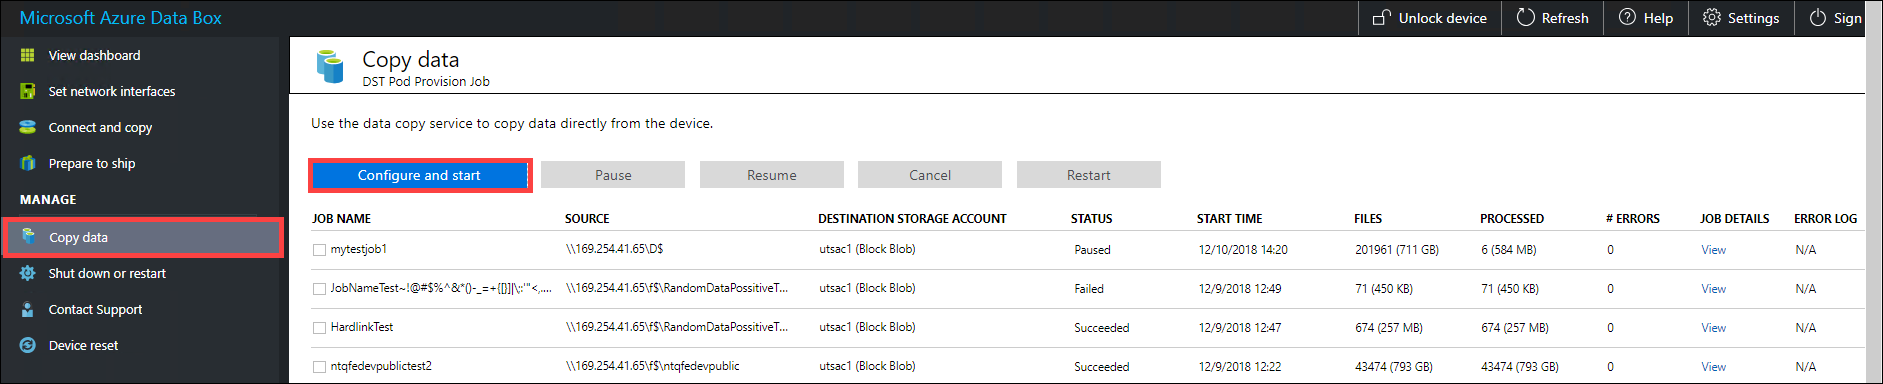 Microsoft Azure Data Box
Unlock device Refresh Help Settings Sign
View dashboard
Set network interfaces
Connect and copy
Prepare to ship
MANAGE
Copy data
Shut down or restart
Contact Support
Device reset
Copy data
DST Pod Provision Job
Use the data copy service to copy data directly from the device.
Configure and start Pause Resume Cancel Restart
JOB NAME SOURCE DESTINATION STORAGE ACCOUNT STATUS START TIME FILES PROCESSED # ERRORS JOB DETAILS ERROR LOG
mytestjob1 \\169.254.41.65\D$ utsac1 (Block Blob) Paused 12/10/2018 14:20 201961 (711 GB) 6 (584 MB) 0 View N/A
JobNameTest~!@#$%^&*()-_=+{[}]|\;:'"<,.... \\169.254.41.65\f$\RandomDataPossitiveT... utsac1 (Block Blob) Failed 12/9/2018 12:49 71 (450 KB) 71 (450 KB) 0 View N/A
HardlinkTest \\169.254.41.65\f$\RandomDataPossitiveT... utsac1 (Block Blob) Succeeded 12/9/2018 12:47 674 (257 MB) 674 (257 MB) 0 View N/A
ntqfedevpublictest2 \\169.254.41.65\f$\ntqfedevpublic utsac1 (Block Blob) Succeeded 12/9/2018 12:22 43474 (793 GB) 43474 (793 GB) 0 View N/A